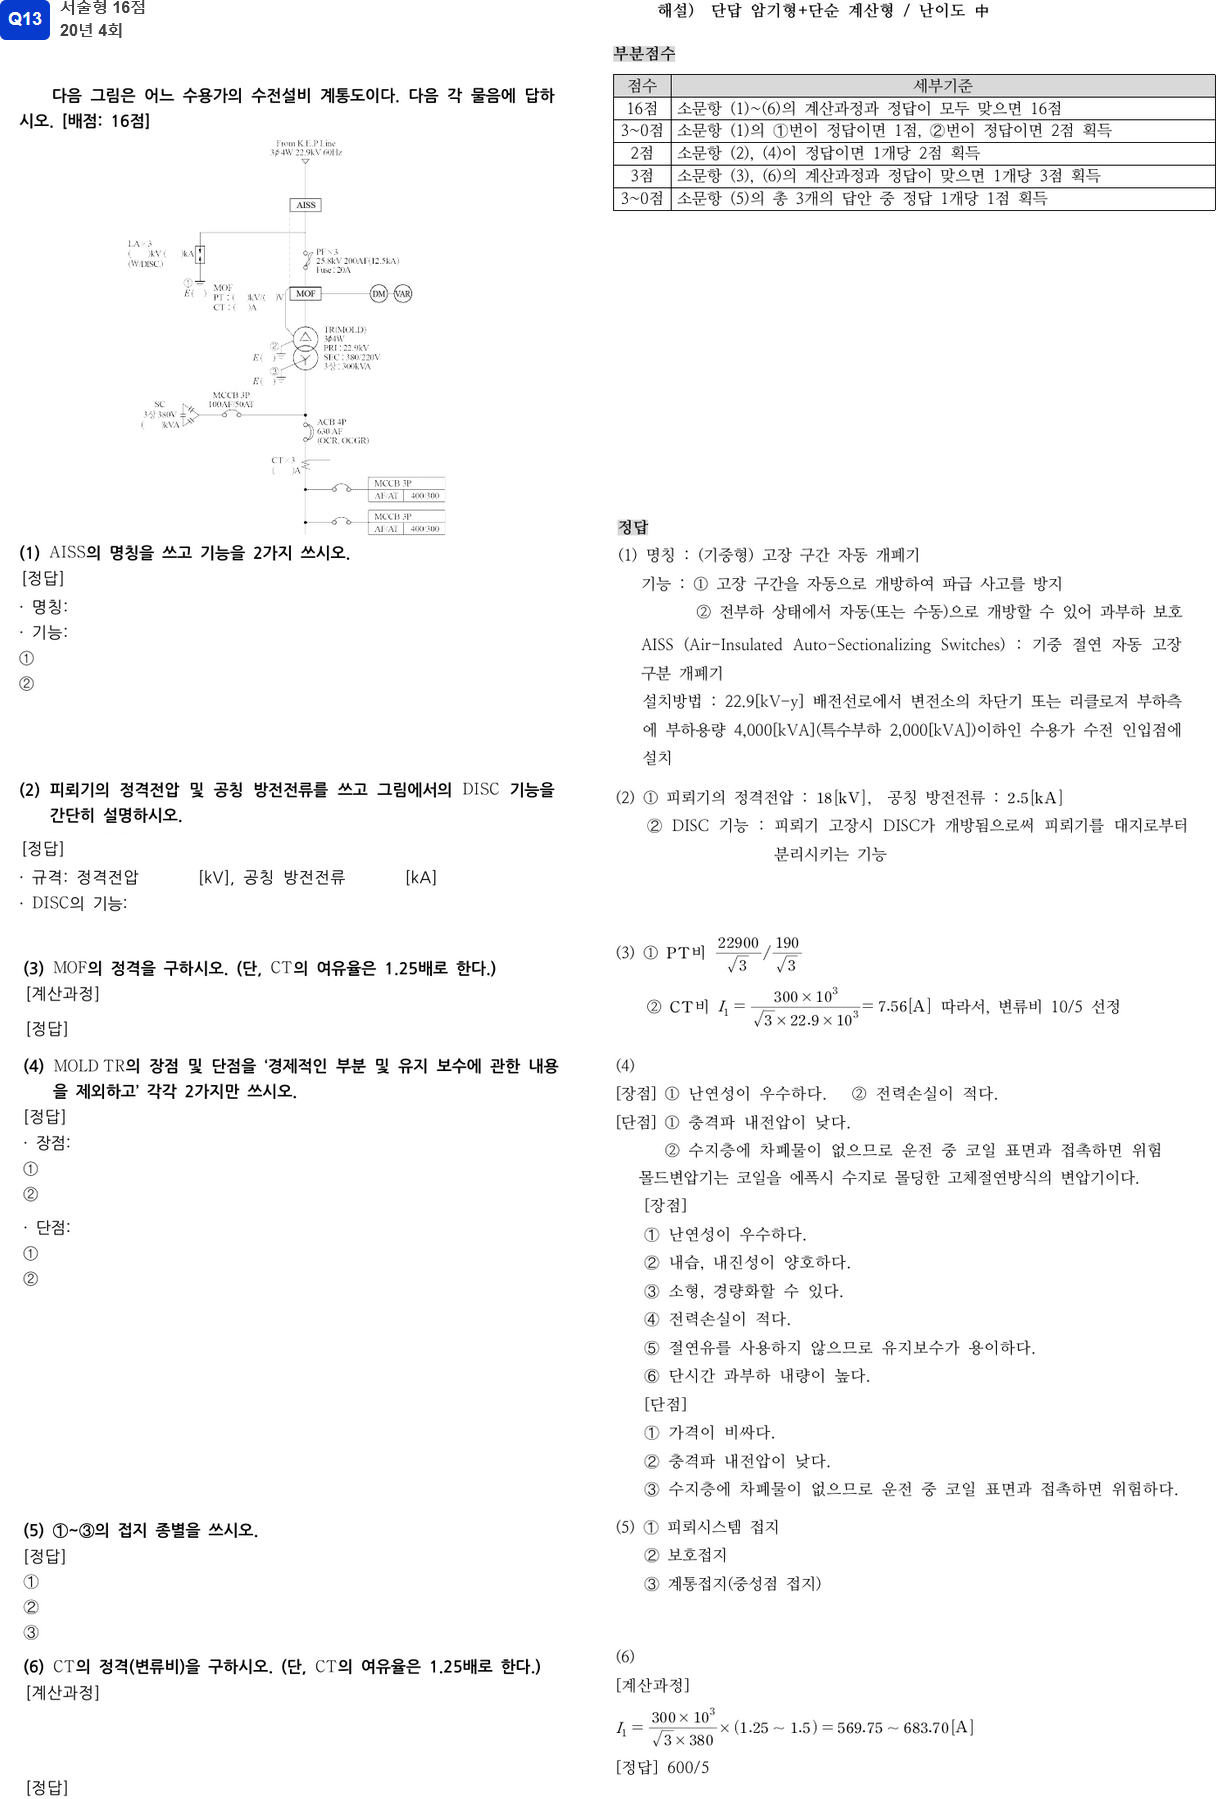 Q13
서술형 16점
20년 4회
다음 그림은 어느 수용가의 수전설비 계통도이다. 다음 각 물음에 답하
시오. [배점: 16점]
From K.E.P Line
3φ4W 22.9kV 60Hz
AISS
LA×3
( )kV ( )kA
(W/DISC.)
①
E( )
PF×3
25.8kV 200AF(12.5kA)
Fuse : 20A
MOF
PT : ( )kV/( )V
CT : ( )A
MOF
DM
VAR
TR(MOLD)
3φ4W
PRI : 22.9kV
SEC : 380/220V
3상 : 300kVA
②
E( )
③
E( )
SC
3상 380V
( )kVA
MCCB 3P
100AF/50AT
ACB 4P
630 AF
(OCR, OCGR)
CT×3
( )A
MCCB 3P
AF/AT 400/300
MCCB 3P
AF/AT 400/300
(1) AISS의 명칭을 쓰고 기능을 2가지 쓰시오.
[정답]
· 명칭:
· 기능:
①
②
(2) 피뢰기의 정격전압 및 공칭 방전전류를 쓰고 그림에서의 DISC 기능을
간단히 설명하시오.
[정답]
· 규격: 정격전압 [kV], 공칭 방전전류 [kA]
· DISC의 기능:
(3) MOF의 정격을 구하시오. (단, CT의 여유율은 1.25배로 한다.)
[계산과정]
[정답]
(4) MOLD TR의 장점 및 단점을 ‘경제적인 부분 및 유지 보수에 관한 내용
을 제외하고’ 각각 2가지만 쓰시오.
[정답]
· 장점:
①
②
· 단점:
①
②
(5) ①~③의 접지 종별을 쓰시오.
[정답]
①
②
③
(6) CT의 정격(변류비)을 구하시오. (단, CT의 여유율은 1.25배로 한다.)
[계산과정]
[정답]
해설) 단답 암기형+단순 계산형 / 난이도 中
부분점수
점수 세부기준
16점 소문항 (1)~(6)의 계산과정과 정답이 모두 맞으면 16점
3~0점 소문항 (1)의 ①번이 정답이면 1점, ②번이 정답이면 2점 획득
2점 소문항 (2), (4)이 정답이면 1개당 2점 획득
3점 소문항 (3), (6)의 계산과정과 정답이 맞으면 1개당 3점 획득
3~0점 소문항 (5)의 총 3개의 답안 중 정답 1개당 1점 획득
정답
(1) 명칭 : (기중형) 고장 구간 자동 개폐기
기능 : ① 고장 구간을 자동으로 개방하여 파급 사고를 방지
② 전부하 상태에서 자동(또는 수동)으로 개방할 수 있어 과부하 보호
AISS (Air-Insulated Auto-Sectionalizing Switches) : 기중 절연 자동 고장
구분 개폐기
설치방법 : 22.9[kV-y] 배전선로에서 변전소의 차단기 또는 리클로저 부하측
에 부하용량 4,000[kVA](특수부하 2,000[kVA])이하인 수용가 수전 인입점에
설치
(2) ① 피뢰기의 정격전압 : 18[kV], 공칭 방전전류 : 2.5[kA]
② DISC 기능 : 피뢰기 고장시 DISC가 개방됨으로써 피뢰기를 대지로부터
분리시키는 기능
(3) ① PT비 22900/√3 / 190/√3
② CT비 I₁ = 300×10³/(√3×22.9×10³) = 7.56[A] 따라서, 변류비 10/5 선정
(4)
[장점] ① 난연성이 우수하다. ② 전력손실이 적다.
[단점] ① 충격파 내전압이 낮다.
② 수지층에 차폐물이 없으므로 운전 중 코일 표면과 접촉하면 위험
몰드변압기는 코일을 에폭시 수지로 몰딩한 고체절연방식의 변압기이다.
[장점]
① 난연성이 우수하다.
② 내습, 내진성이 양호하다.
③ 소형, 경량화할 수 있다.
④ 전력손실이 적다.
⑤ 절연유를 사용하지 않으므로 유지보수가 용이하다.
⑥ 단시간 과부하 내량이 높다.
[단점]
① 가격이 비싸다.
② 충격파 내전압이 낮다.
③ 수지층에 차폐물이 없으므로 운전 중 코일 표면과 접촉하면 위험하다.
(5) ① 피뢰시스템 접지
② 보호접지
③ 계통접지(중성점 접지)
(6)
[계산과정]
I₁ = 300×10³/(√3×380) × (1.25 ~ 1.5) = 569.75 ~ 683.70[A]
[정답] 600/5